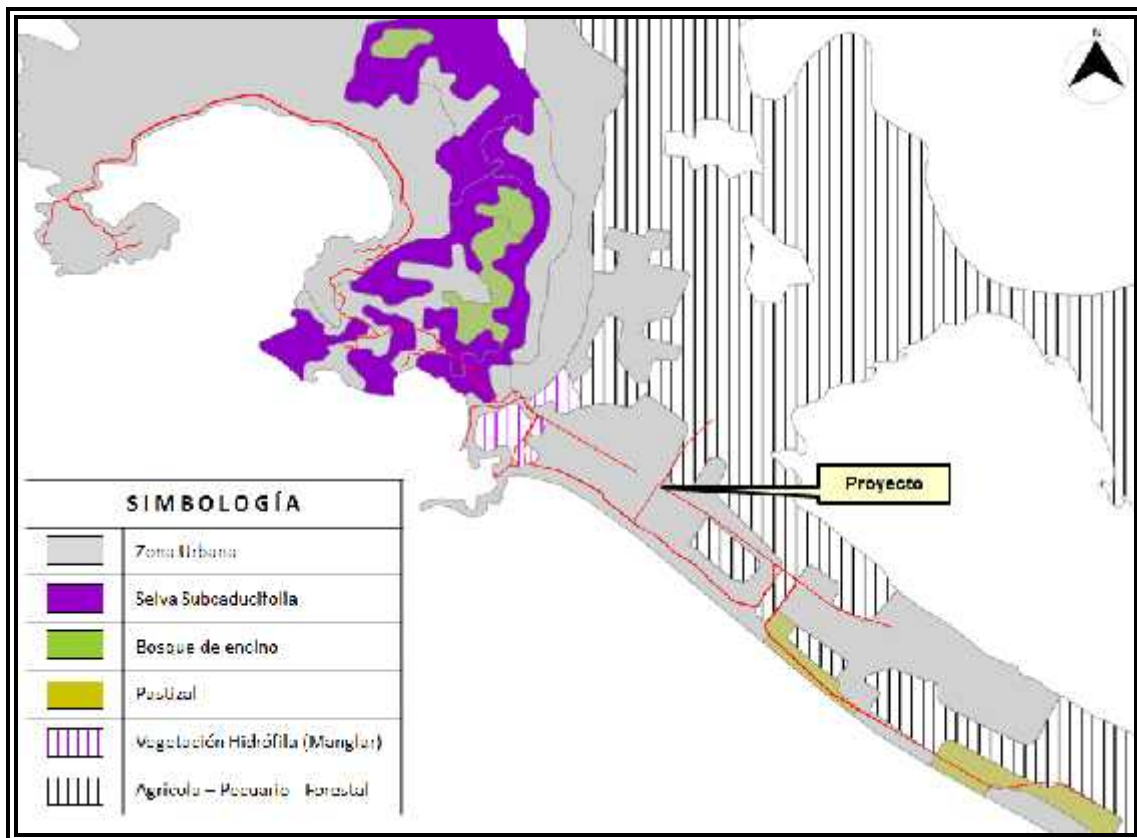 N
Proyecto
SIMBOLOGÍA
Zona Urbana
Selva Subcaducifolia
Bosque de encino
Pastizal
Vegetación Hidrófila (Manglar)
Agrícola – Pecuario Forestal